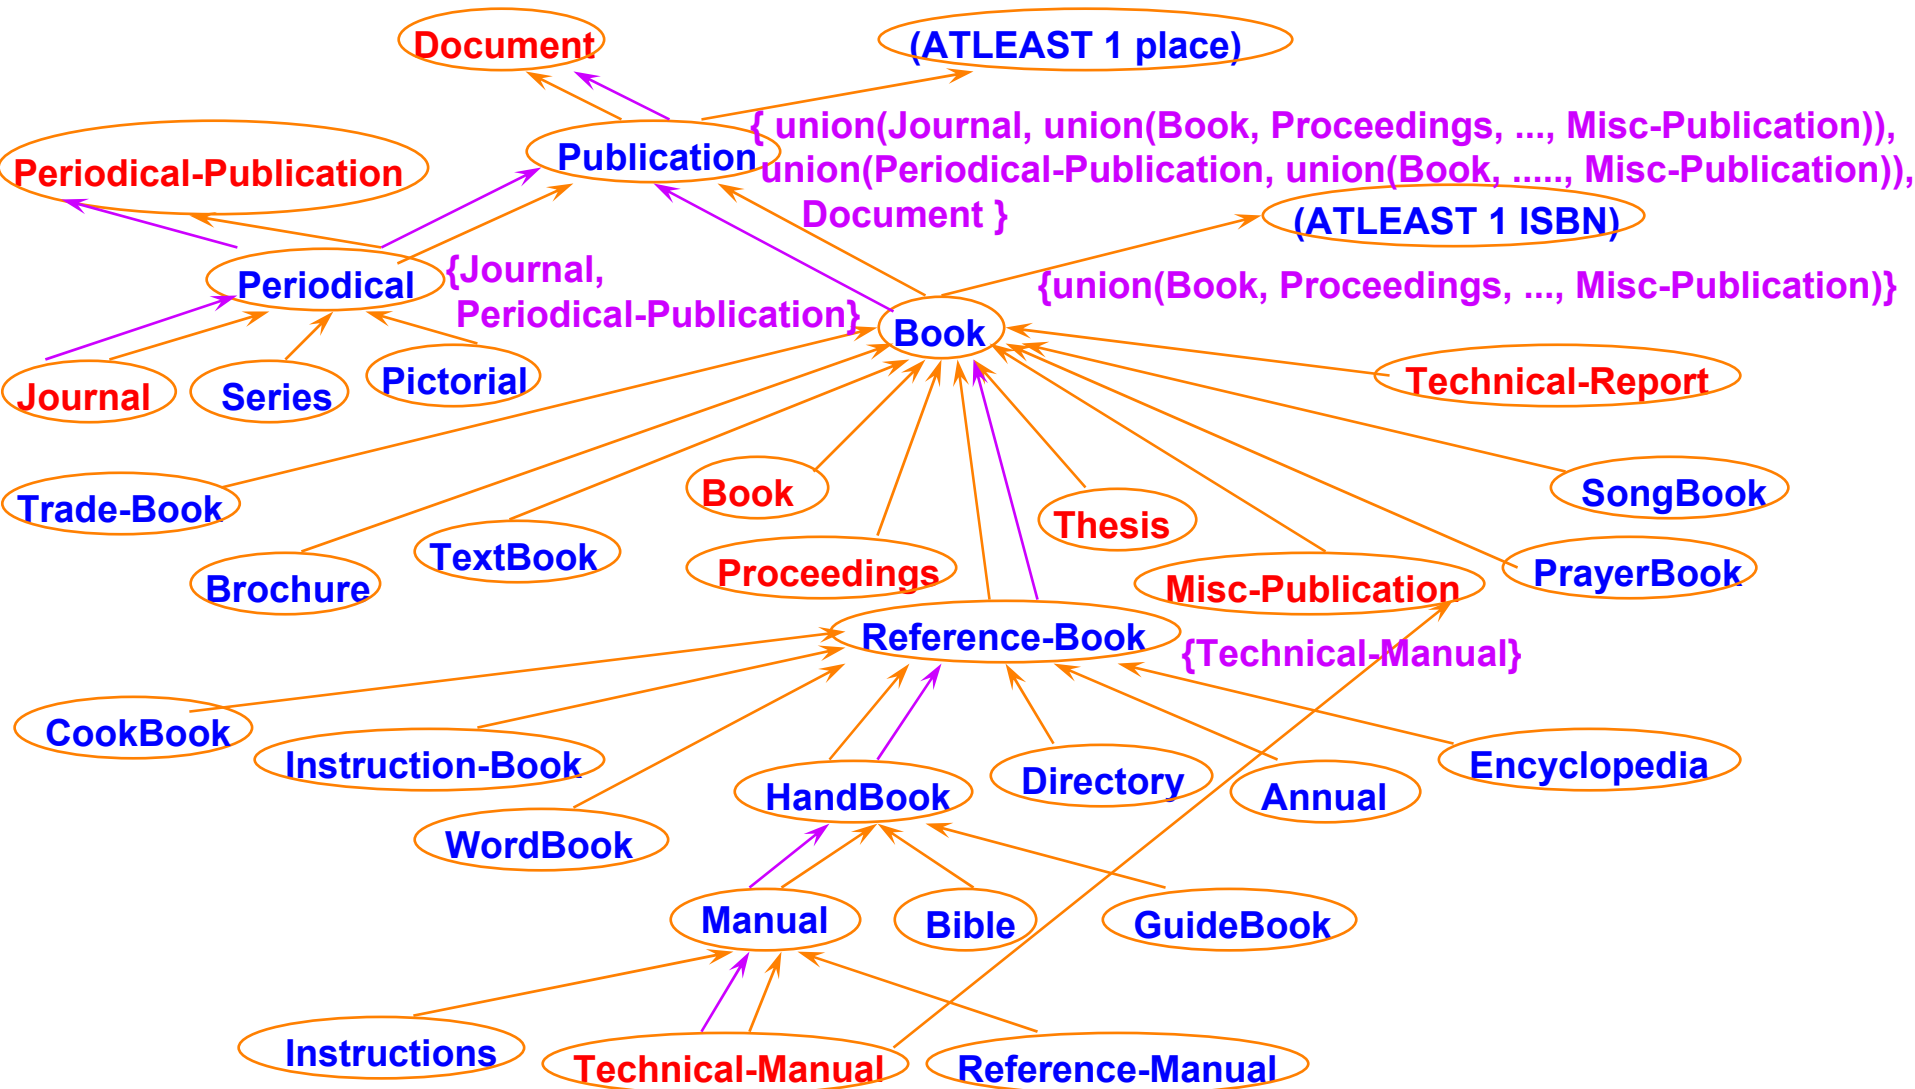 Document
(ATLEAST 1 place)
{ union(Journal, union(Book, Proceedings, ..., Misc-Publication)),
Publication
union(Periodical-Publication, union(Book, ....., Misc-Publication)),
Periodical-Publication
Document }
(ATLEAST 1 ISBN)
{Journal,
Periodical
{union(Book, Proceedings, ..., Misc-Publication)}
Periodical-Publication}
Book
Journal
Series
Pictorial
Technical-Report
Trade-Book
Book
SongBook
Thesis
TextBook
Brochure
Proceedings
Misc-Publication
PrayerBook
Reference-Book
{Technical-Manual}
CookBook
Instruction-Book
HandBook
Directory
Annual
Encyclopedia
WordBook
Manual
Bible
GuideBook
Instructions
Technical-Manual
Reference-Manual